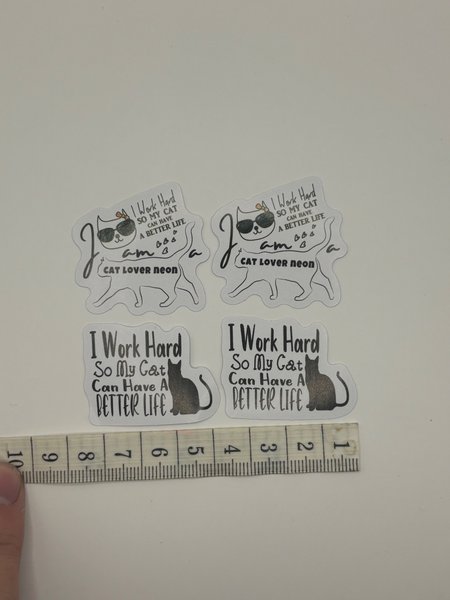 I Work Hard
SO MY CAT
CAN HAVE
A BETTER LIFE
I am a
CAT LOVER neon
I Work Hard
SO MY CAT
CAN HAVE
A BETTER LIFE
I am a
CAT LOVER neon
I Work Hard
So My Cat
Can Have A
BETTER LIFE
I Work Hard
So My Cat
Can Have A
BETTER LIFE
10 9 8 7 6 5 4 3 2 1